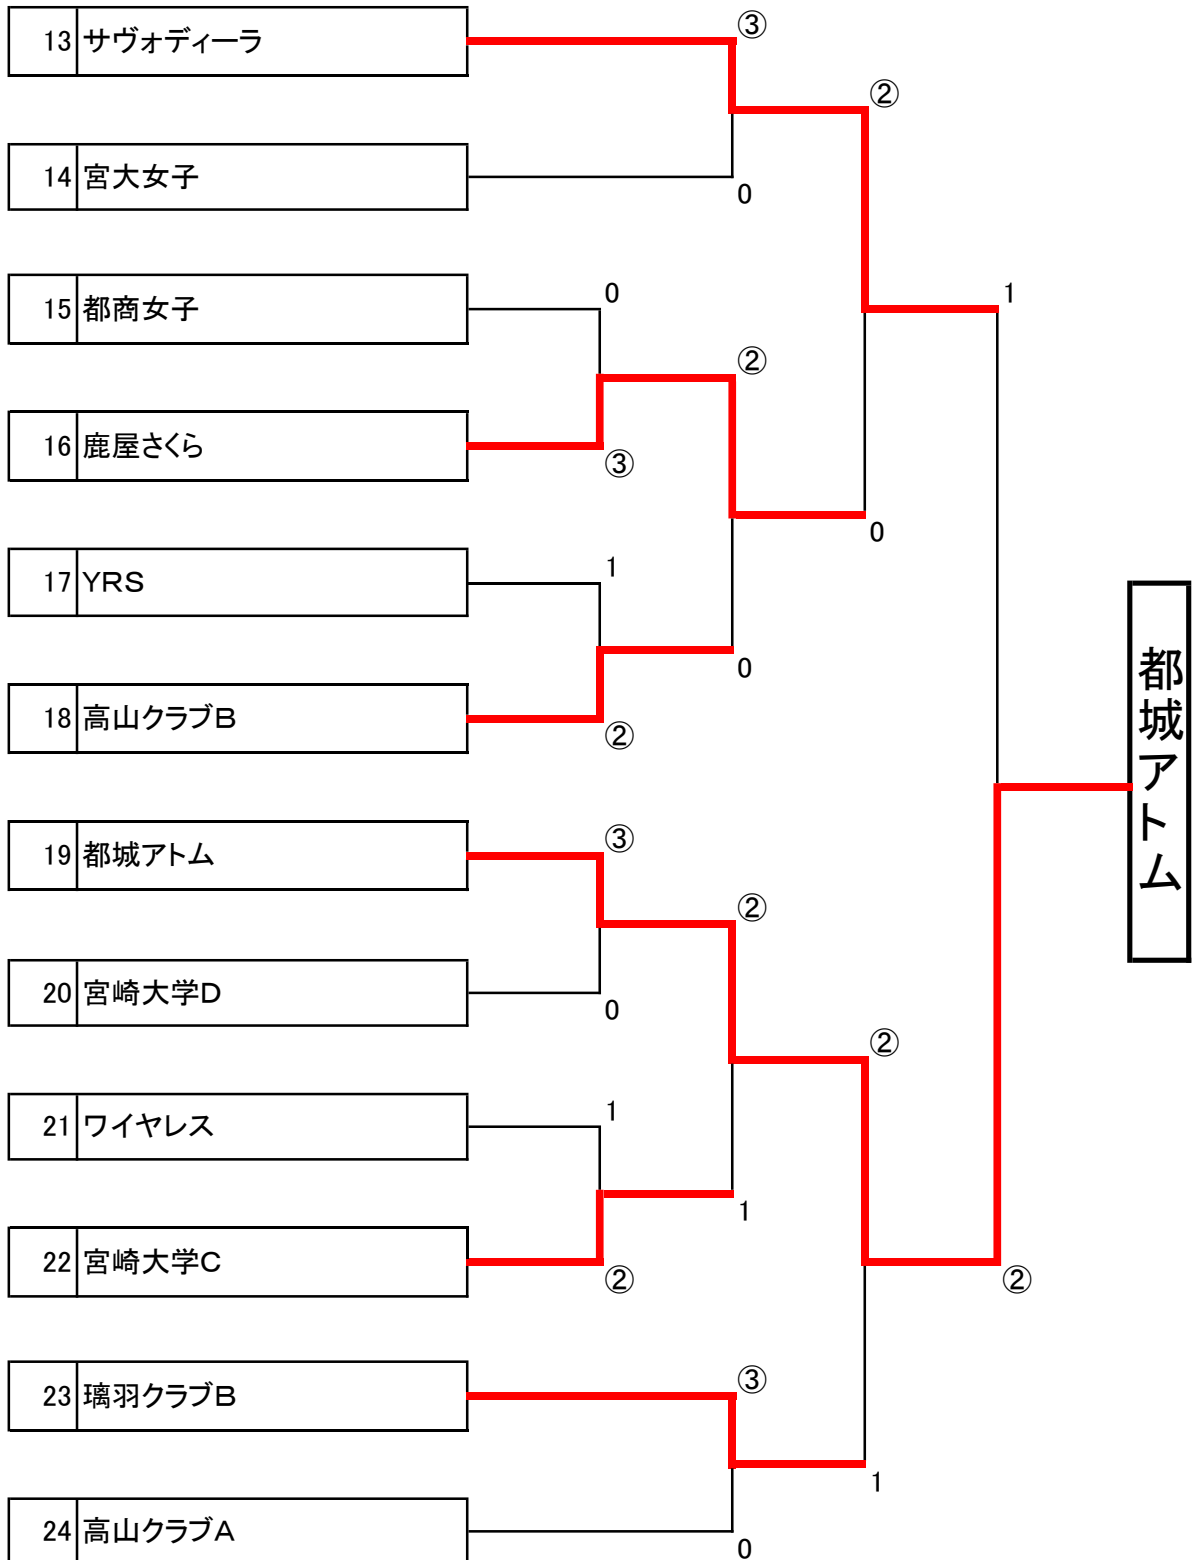 13 サヴォディーラ
③
②
14 宮大女子
0
15 都商女子
0
1
②
16 鹿屋さくら
③
0
17 YRS
1
0
18 高山クラブB
②
都城アトム
19 都城アトム
③
②
20 宮崎大学D
0
②
21 ワイヤレス
1
1
22 宮崎大学C
②
②
23 璃羽クラブB
③
1
24 高山クラブA
0